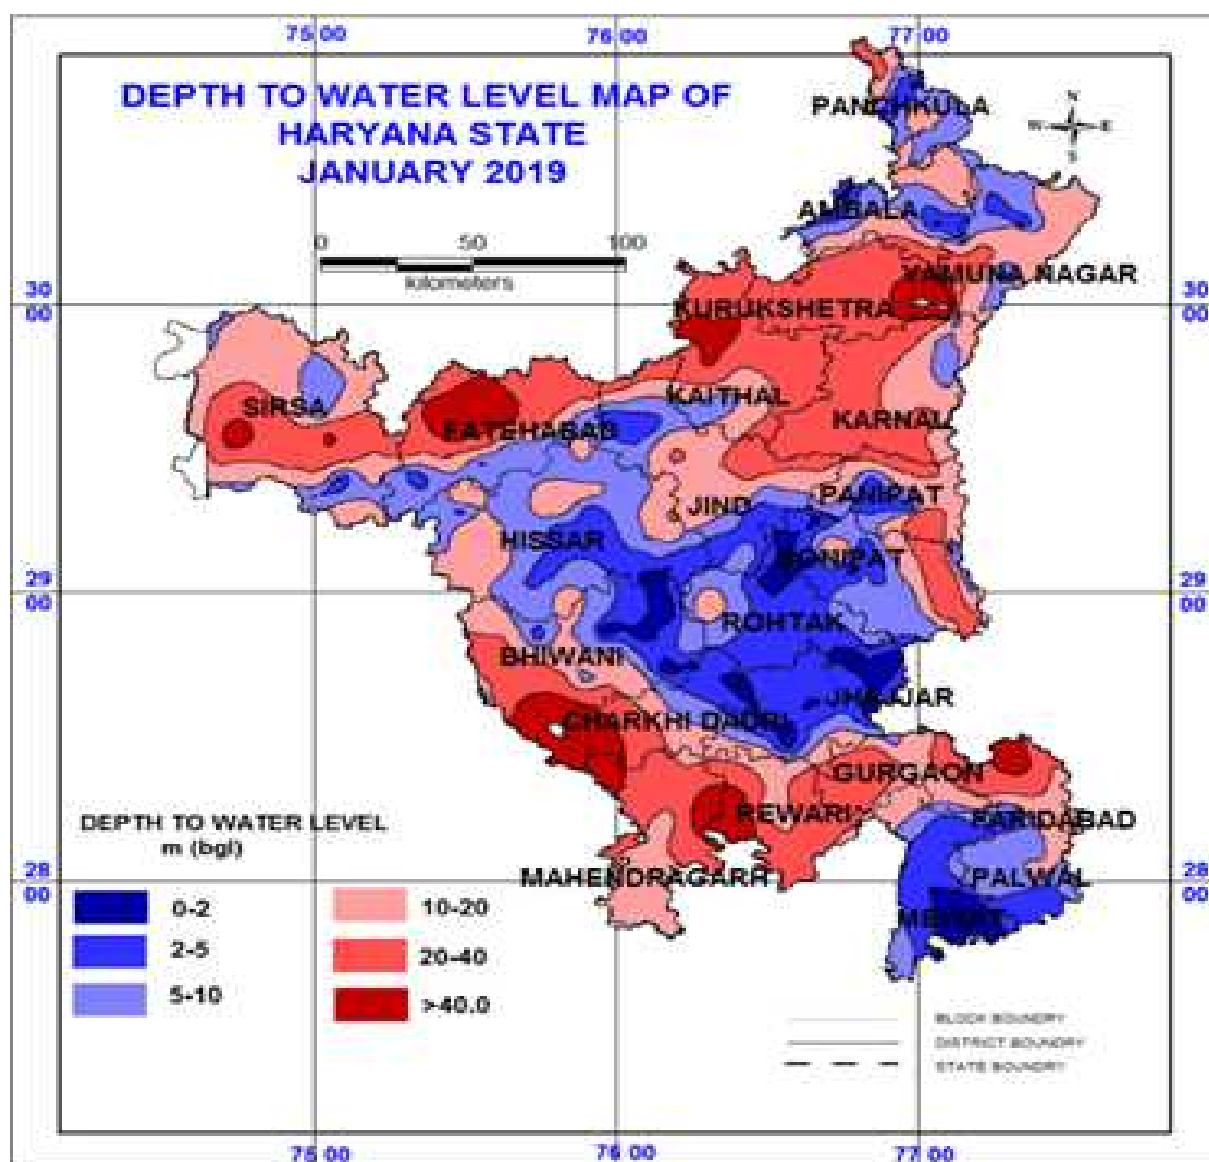 75 00
76 00
77 00
DEPTH TO WATER LEVEL MAP OF
HARYANA STATE
JANUARY 2019
N
W
E
S
0
50
100
kilometers
PANCHKULA
AMBALA
YAMUNA NAGAR
30
00
30
00
KURUKSHETRA
KAITHAL
SIRSA
KARNAL
FATEHABAD
PANIPAT
JIND
HISSAR
SONIPAT
29
00
29
00
ROHTAK
BHIWANI
JHAJJAR
CHARKHI DADRI
GURGAON
REWARI
FARIDABAD
MAHENDRAGARH
PALWAL
28
00
28
00
MEWAT
DEPTH TO WATER LEVEL
m (bgl)
0-2
2-5
5-10
10-20
20-40
>40.0
BLOCK BOUNDRY
DISTRICT BOUNDRY
STATE BOUNDRY
75 00
76 00
77 00